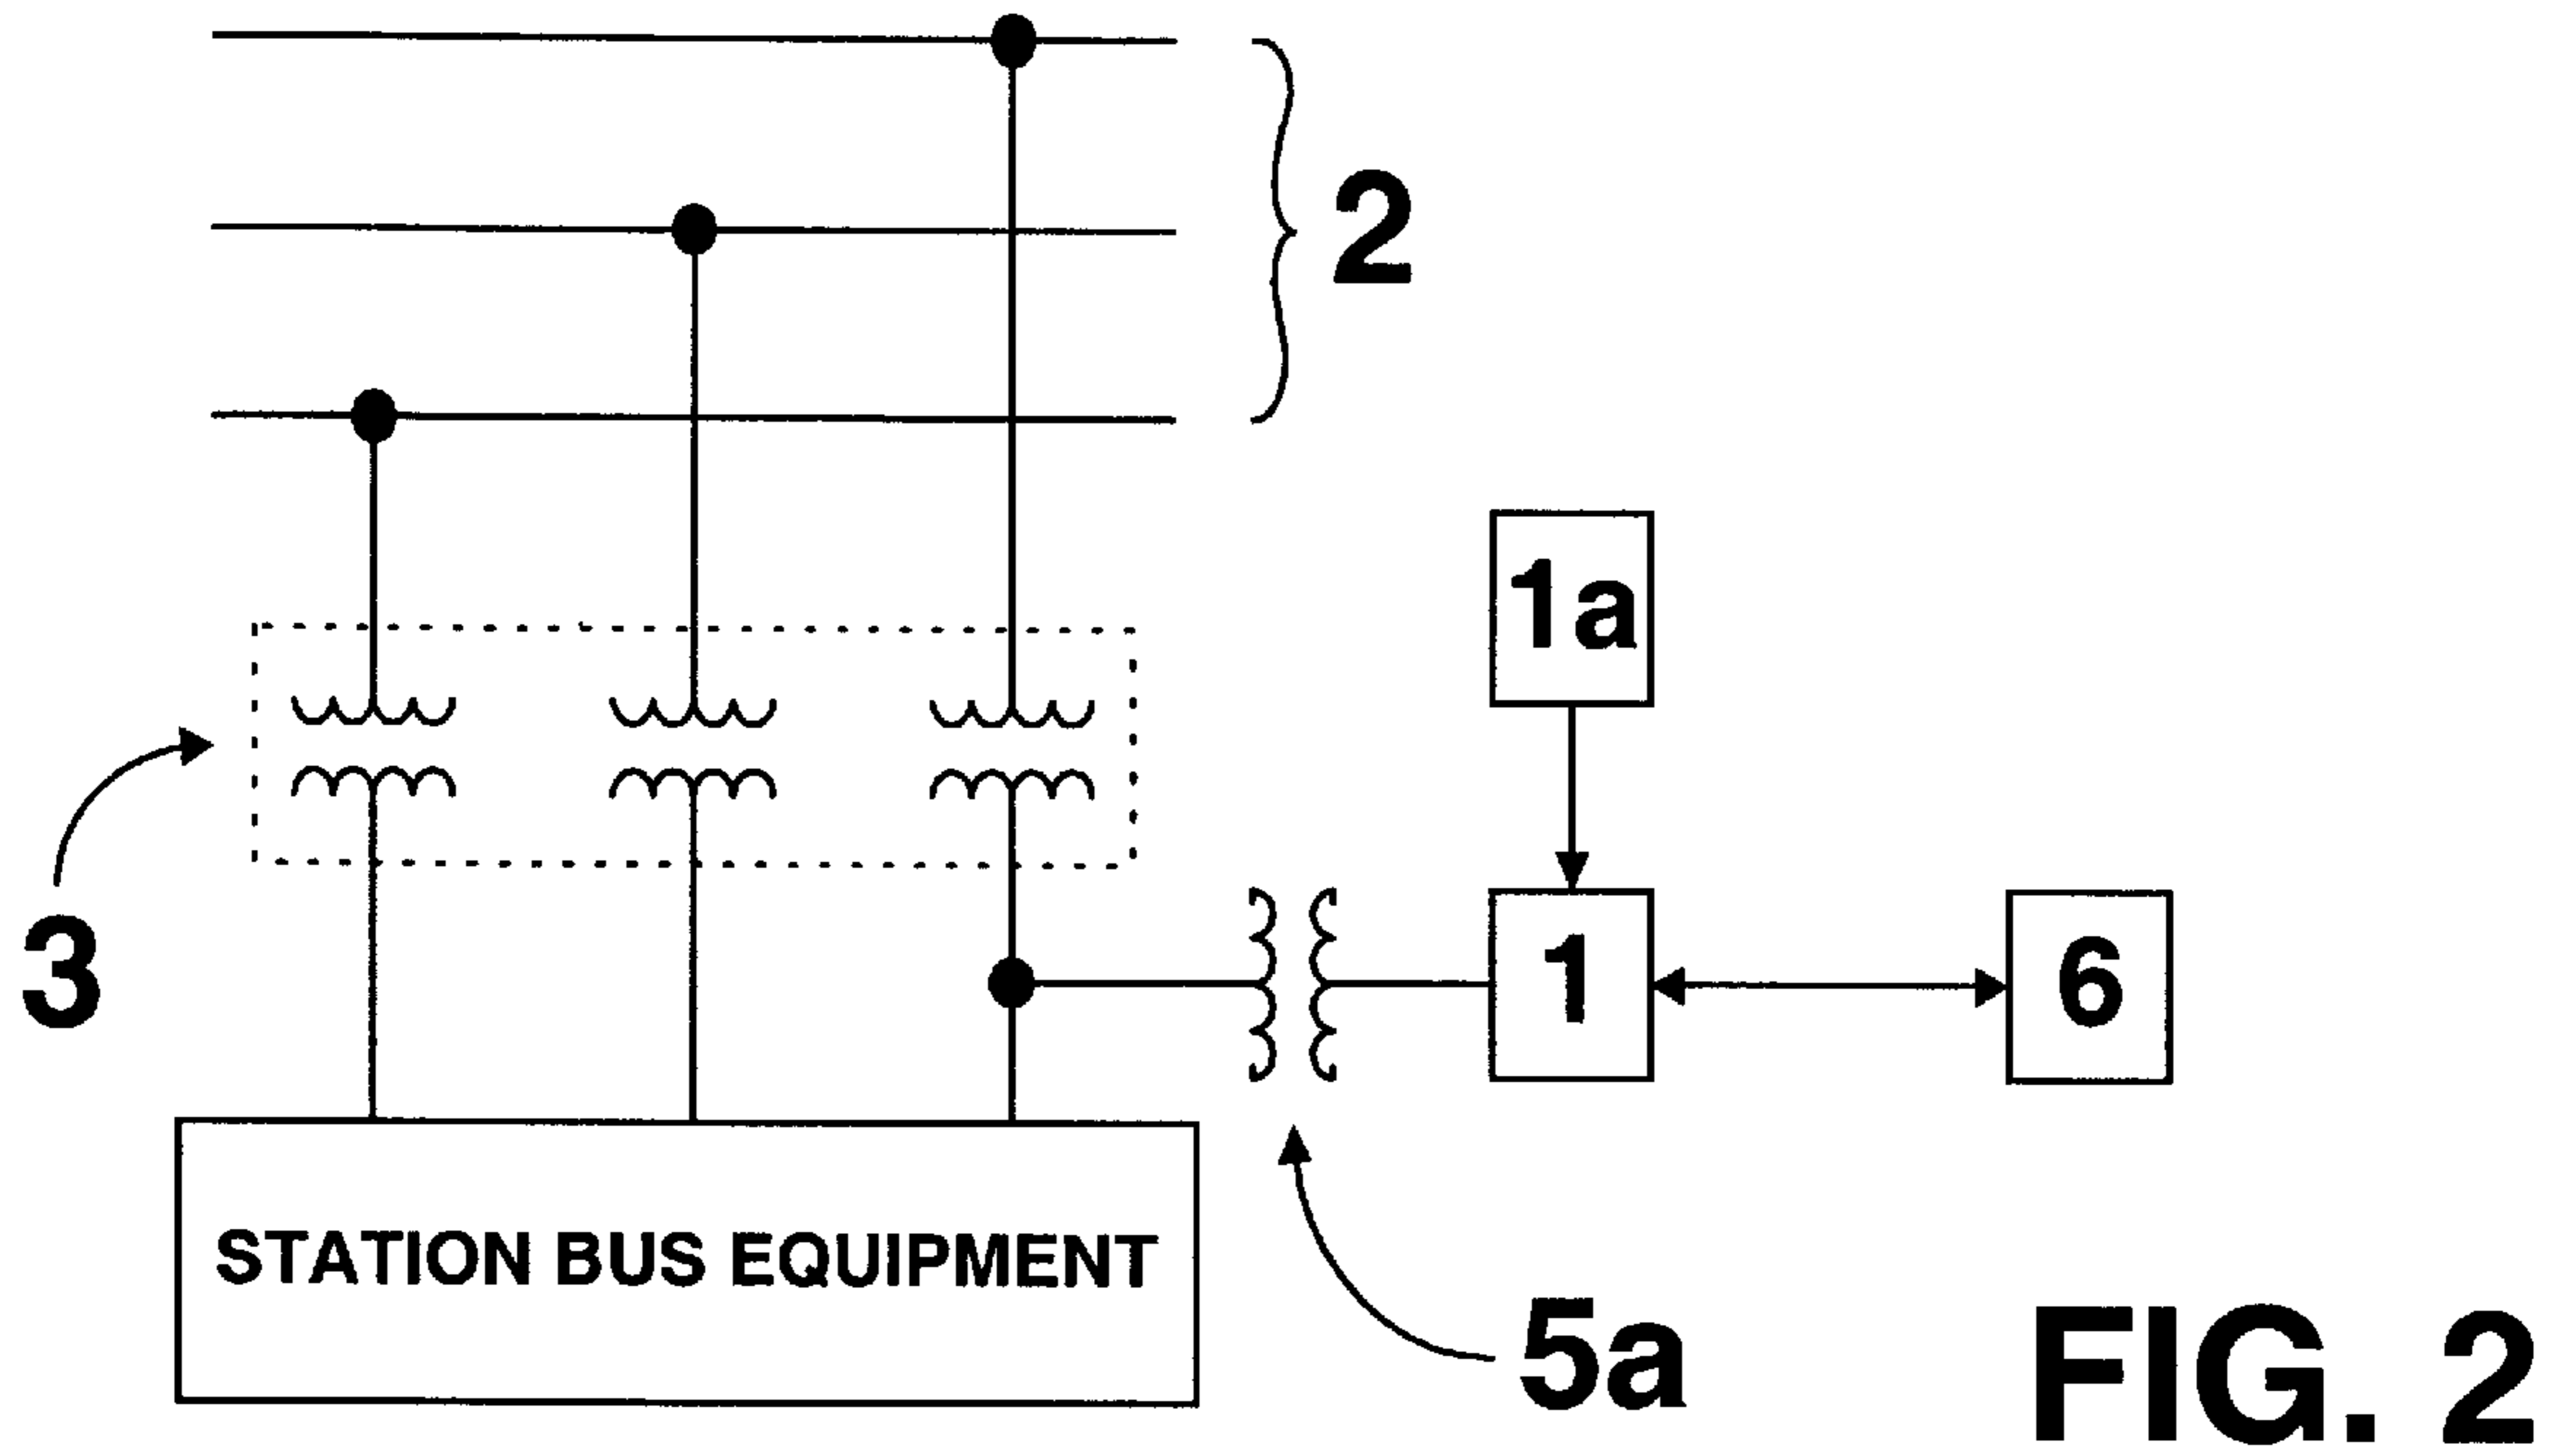 2
1a
3
1
6
STATION BUS EQUIPMENT
5a
FIG. 2